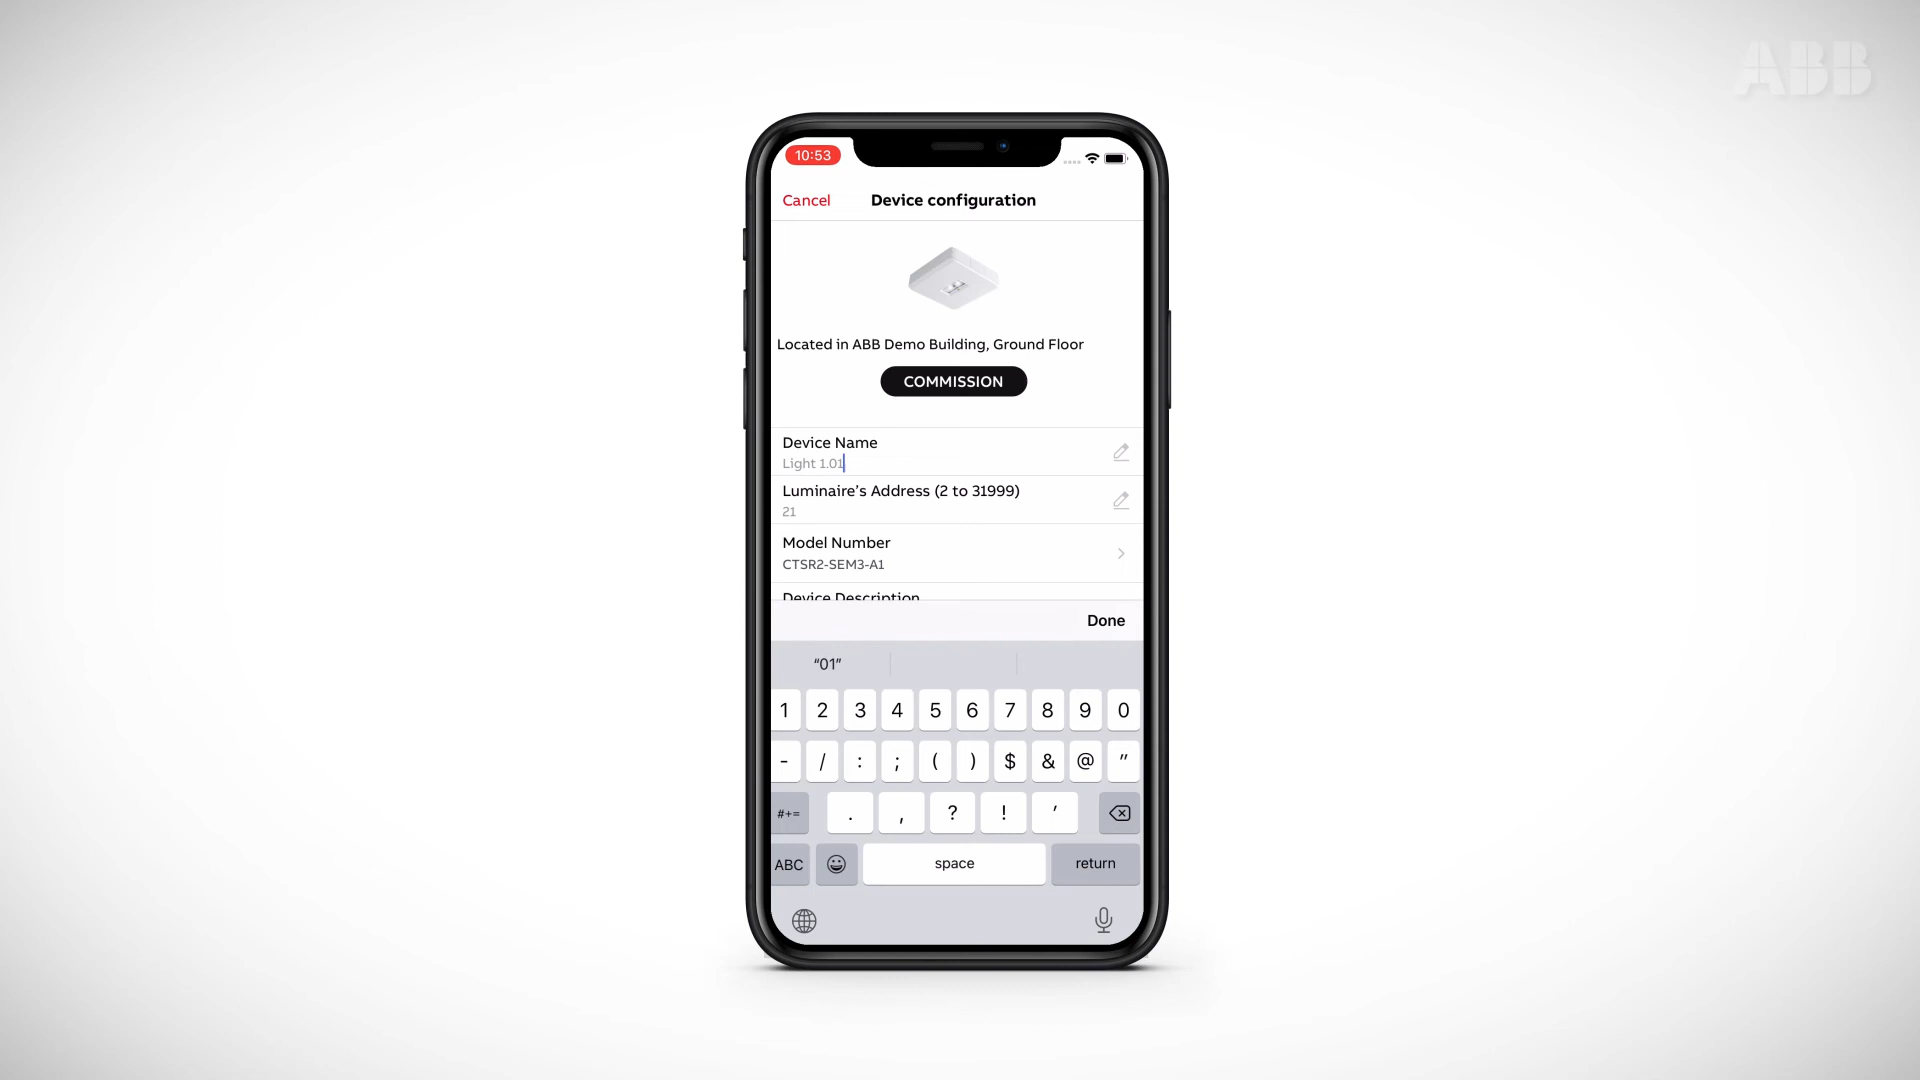 ABB
10:53
Cancel
Device configuration
Located in ABB Demo Building, Ground Floor
COMMISSION
Device Name
Light 1.01
Luminaire’s Address (2 to 31999)
21
Model Number
CTSR2-SEM3-A1
Device Description
Done
“01”
1 2 3 4 5 6 7 8 9 0
- / : ; ( ) $ & @ ”
#+= . , ? ! ’
ABC space return